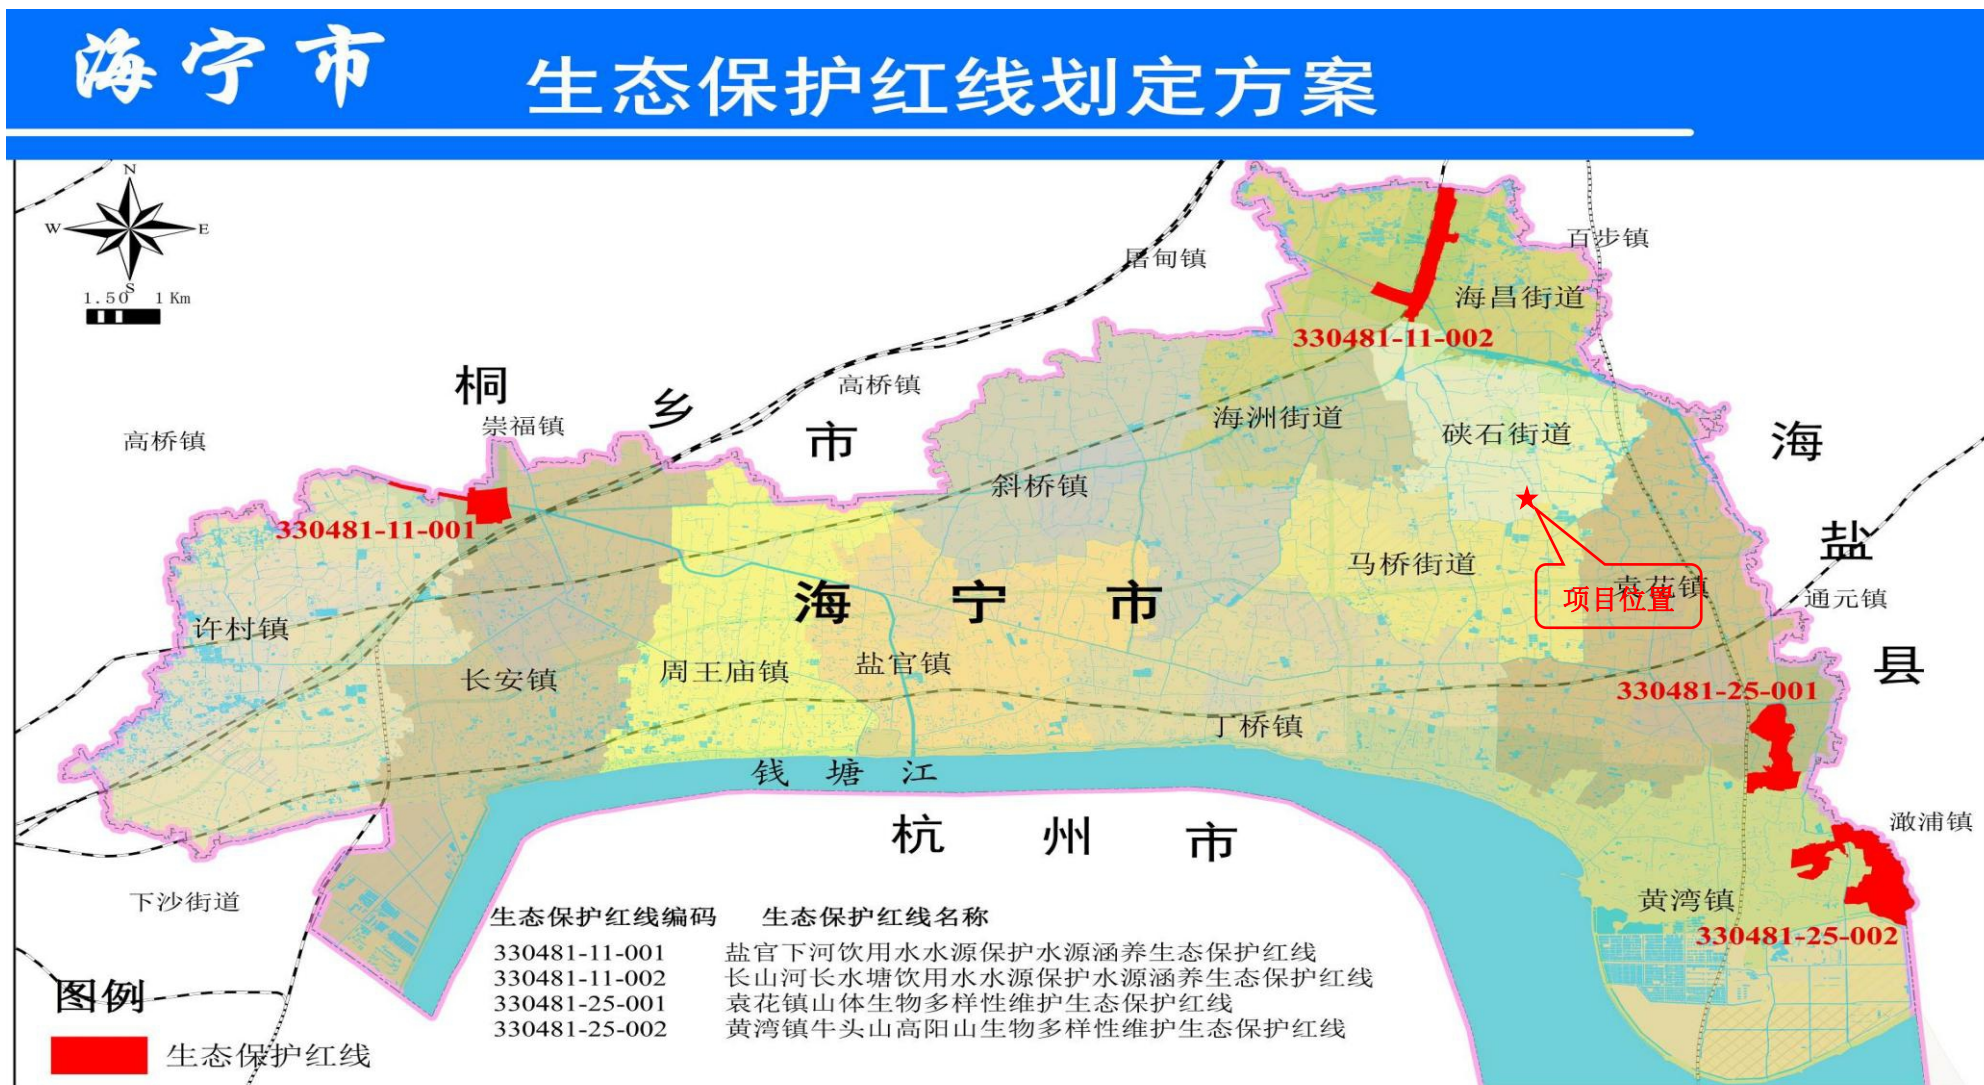 海宁市 生态保护红线划定方案
N
W E
S
1.50 1 Km
屠甸镇
百步镇
海昌街道
330481-11-002
桐乡市
高桥镇
崇福镇
高桥镇
海洲街道
硖石街道
海盐县
斜桥镇
330481-11-001
马桥街道
袁花镇
项目位置
通元镇
海宁市
许村镇
长安镇
周王庙镇
盐官镇
330481-25-001
丁桥镇
钱塘江
杭州市
澉浦镇
下沙街道
黄湾镇
330481-25-002
生态保护红线编码 生态保护红线名称
330481-11-001 盐官下河饮用水水源保护水源涵养生态保护红线
330481-11-002 长山河长水塘饮用水水源保护水源涵养生态保护红线
330481-25-001 袁花镇山体生物多样性维护生态保护红线
330481-25-002 黄湾镇牛头山高阳山生物多样性维护生态保护红线
图例
生态保护红线